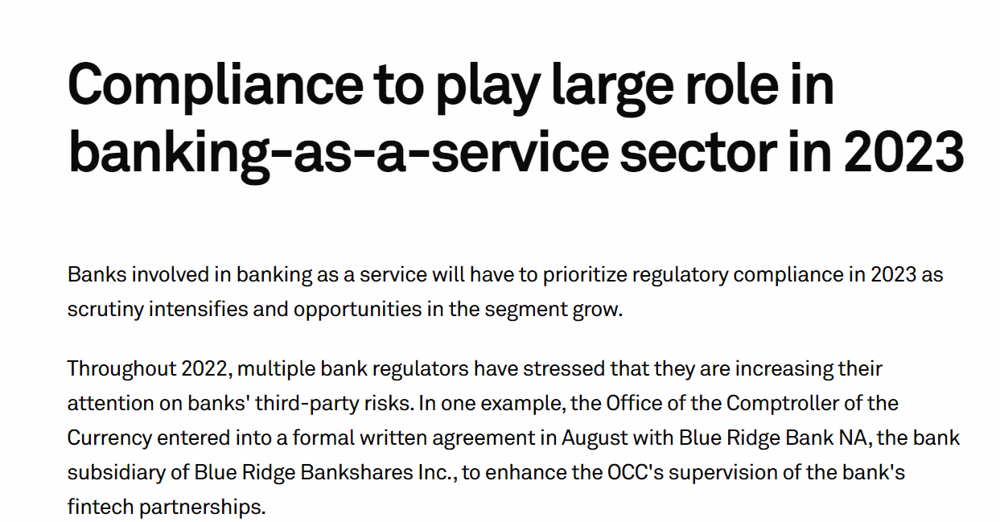 Compliance to play large role in
banking-as-a-service sector in 2023
Banks involved in banking as a service will have to prioritize regulatory compliance in 2023 as
scrutiny intensifies and opportunities in the segment grow.
Throughout 2022, multiple bank regulators have stressed that they are increasing their
attention on banks' third-party risks. In one example, the Office of the Comptroller of the
Currency entered into a formal written agreement in August with Blue Ridge Bank NA, the bank
subsidiary of Blue Ridge Bankshares Inc., to enhance the OCC's supervision of the bank's
fintech partnerships.